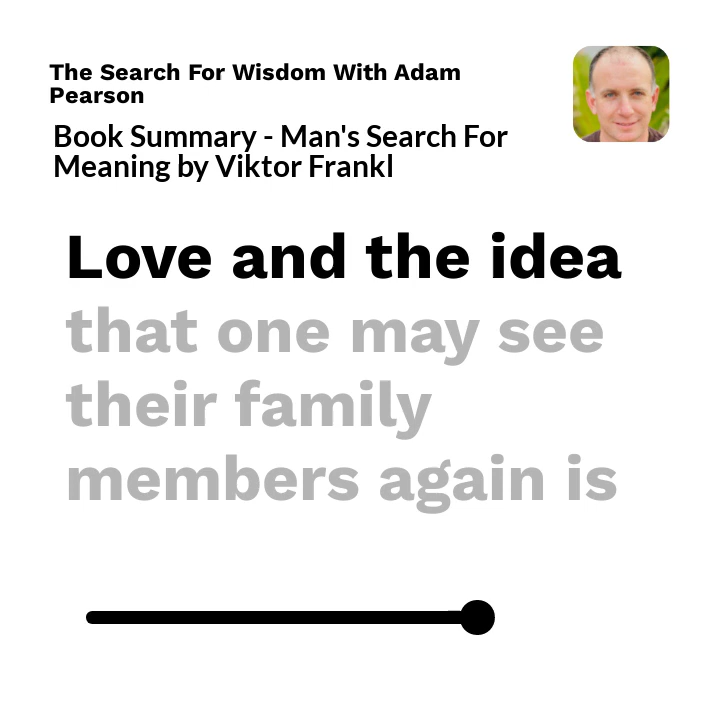 The Search For Wisdom With Adam
Pearson
Book Summary - Man's Search For
Meaning by Viktor Frankl
Love and the idea
that one may see
their family
members again is